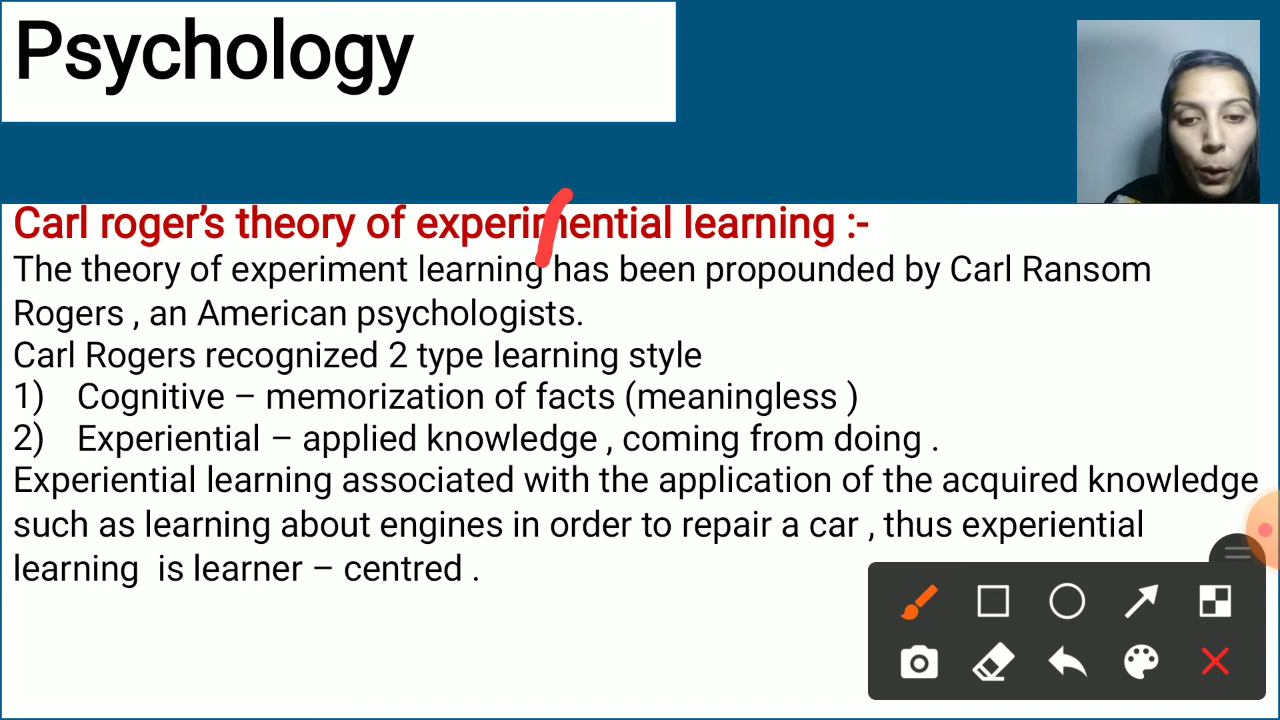 Psychology
Carl roger's theory of experimential learning :-
The theory of experiment learning has been propounded by Carl Ransom
Rogers , an American psychologists.
Carl Rogers recognized 2 type learning style
1) Cognitive – memorization of facts (meaningless )
2) Experiential – applied knowledge , coming from doing .
Experiential learning associated with the application of the acquired knowledge
such as learning about engines in order to repair a car , thus experiential
learning is learner – centred .